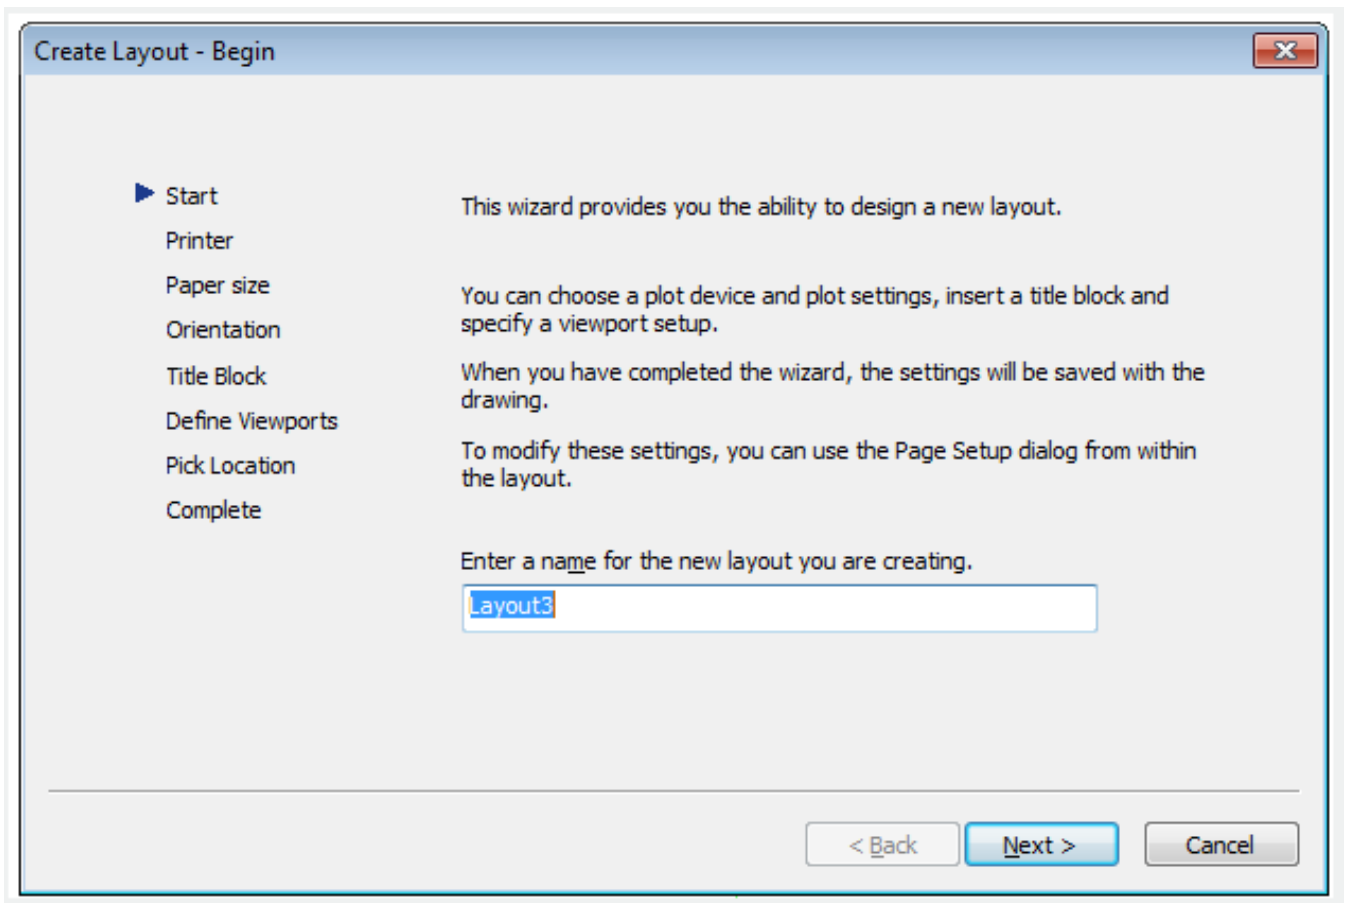 Create Layout - Begin
Start
Printer
Paper size
Orientation
Title Block
Define Viewports
Pick Location
Complete
This wizard provides you the ability to design a new layout.
You can choose a plot device and plot settings, insert a title block and
specify a viewport setup.
When you have completed the wizard, the settings will be saved with the
drawing.
To modify these settings, you can use the Page Setup dialog from within
the layout.
Enter a name for the new layout you are creating.
Layout3
< Back
Next >
Cancel